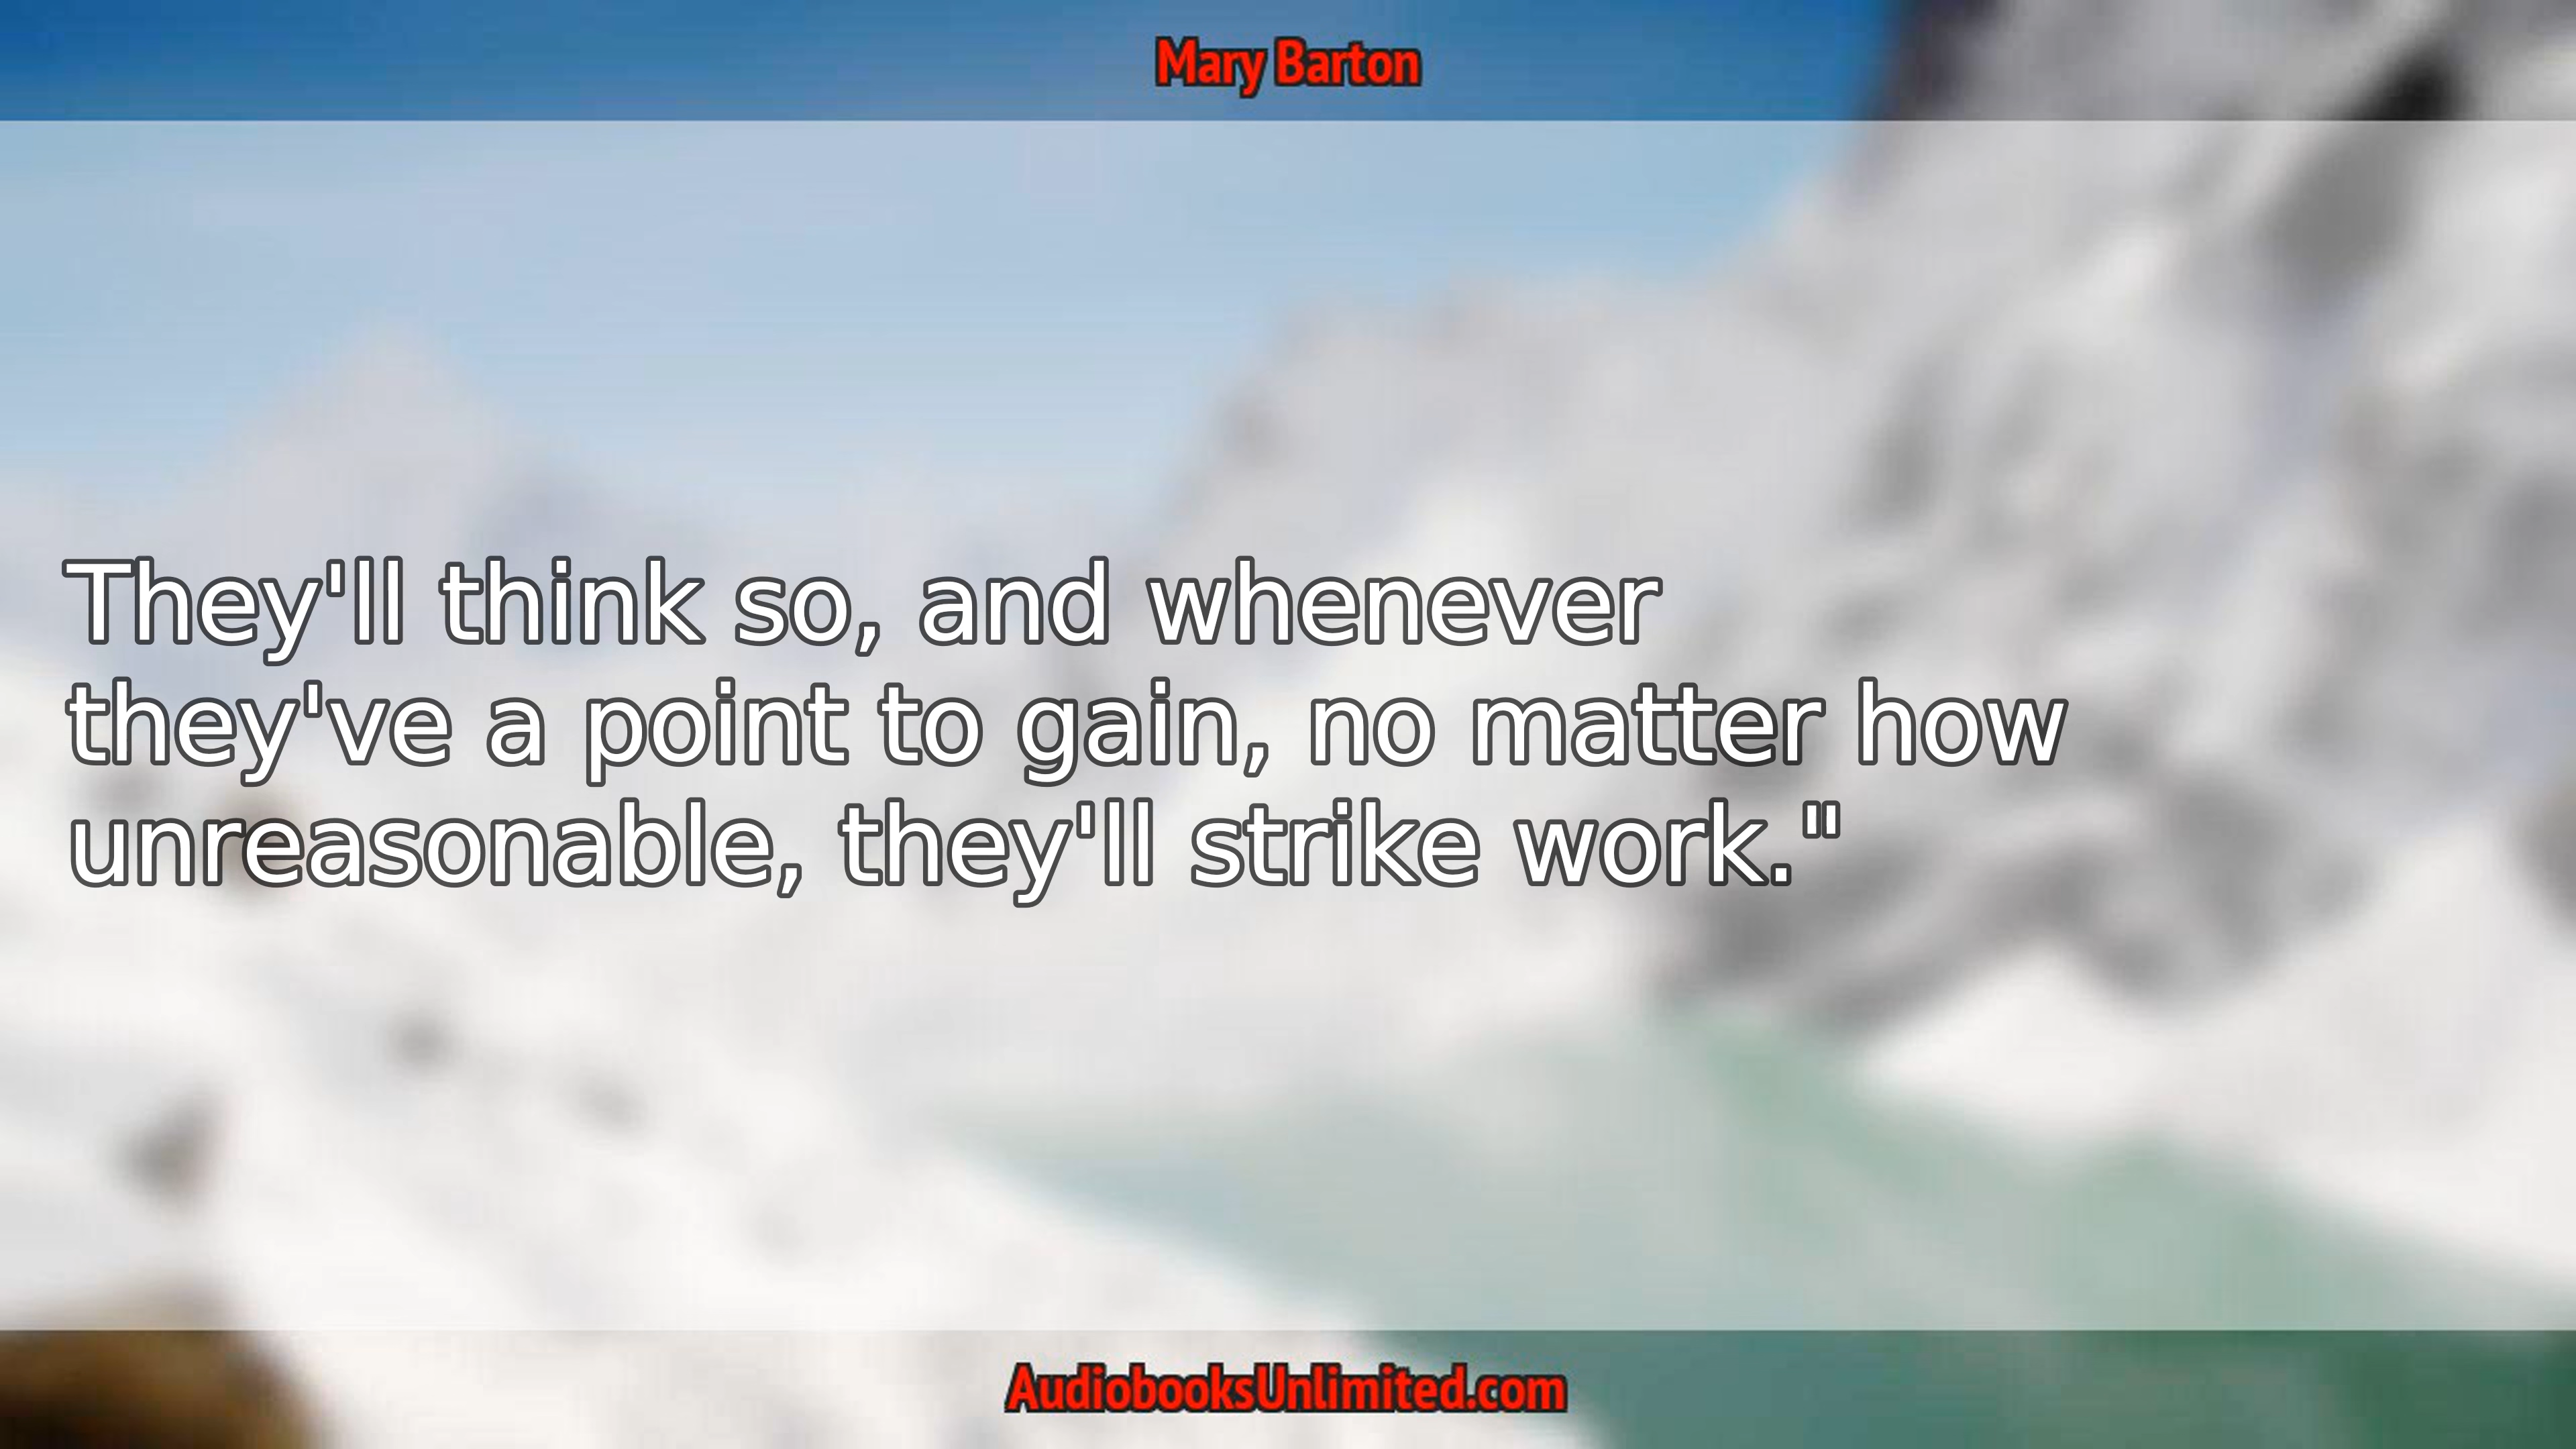 Mary Barton
They'll think so, and whenever
they've a point to gain, no matter how
unreasonable, they'll strike work."
AudiobooksUnlimited.com